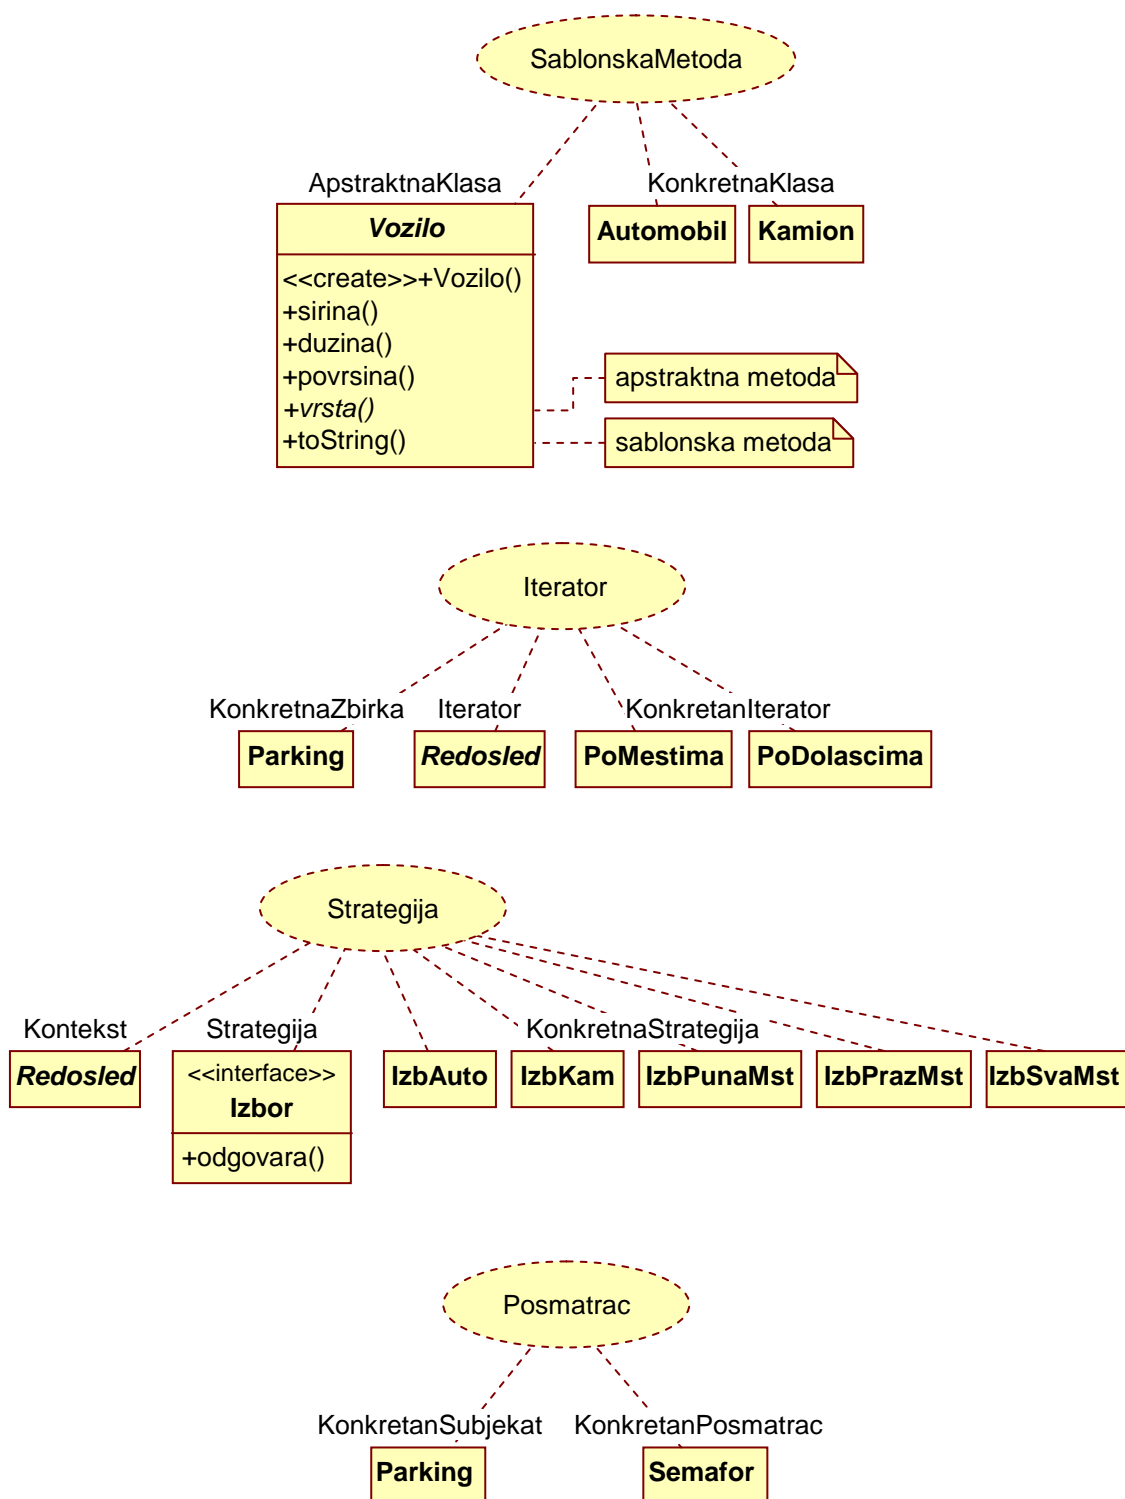 SablonskaMetoda
ApstraktnaKlasa
KonkretnaKlasa
Vozilo
Automobil
Kamion
<<create>>+Vozilo()
+sirina()
+duzina()
+povrsina()
+vrsta()
+toString()
apstraktna metoda
sablonska metoda
Iterator
KonkretnaZbirka
Iterator
KonkretanIterator
Parking
Redosled
PoMestima
PoDolascima
Strategija
Kontekst
Strategija
KonkretnaStrategija
Redosled
<<interface>>
Izbor
+odgovara()
IzbAuto
IzbKam
IzbPunaMst
IzbPrazMst
IzbSvaMst
Posmatrac
KonkretanSubjekat
KonkretanPosmatrac
Parking
Semafor